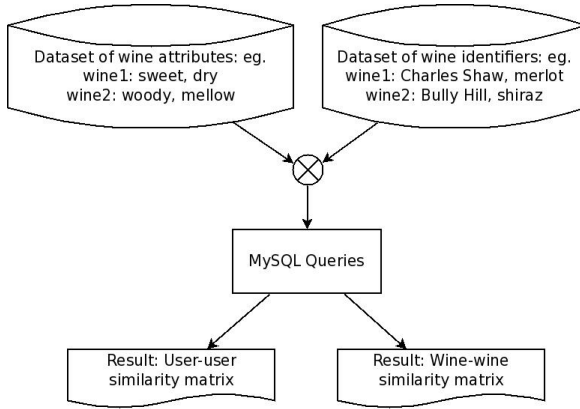 Dataset of wine attributes: eg.
wine1: sweet, dry
wine2: woody, mellow
Dataset of wine identifiers: eg.
wine1: Charles Shaw, merlot
wine2: Bully Hill, shiraz
MySQL Queries
Result: User-user
similarity matrix
Result: Wine-wine
similarity matrix